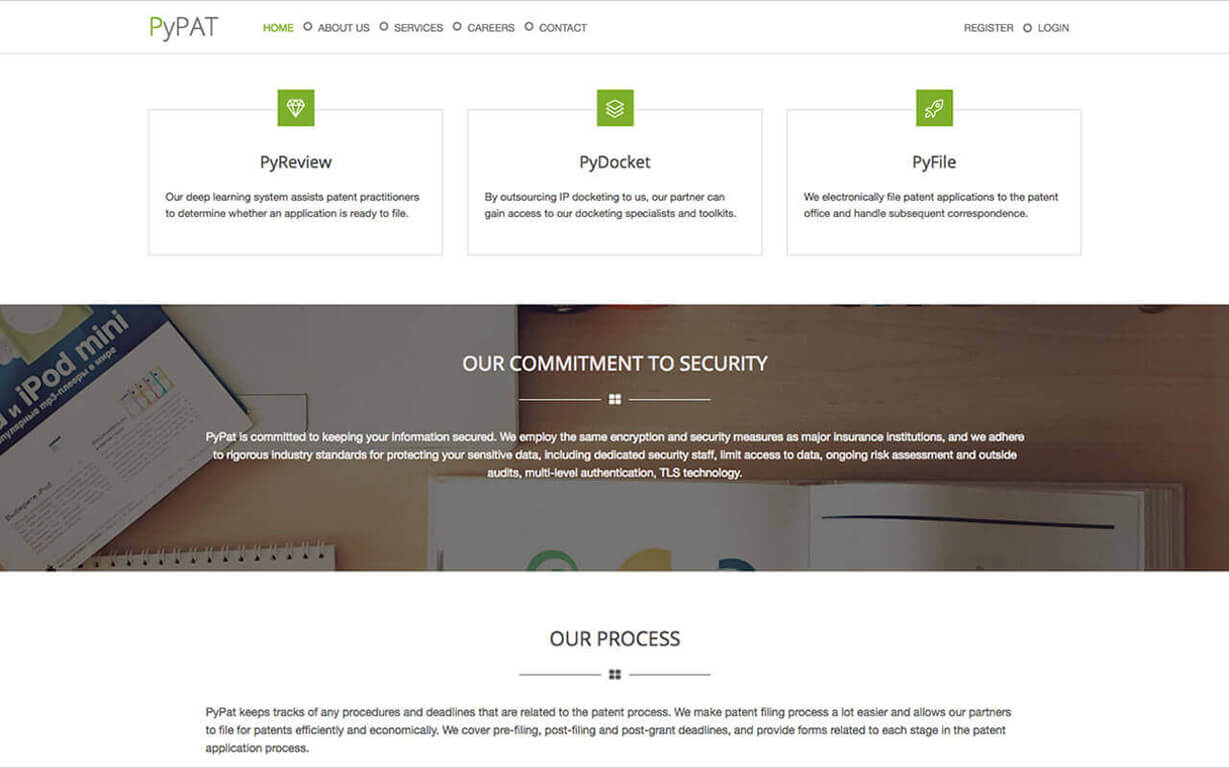 PyPAT
HOME ABOUT US SERVICES CAREERS CONTACT
REGISTER LOGIN
PyReview
Our deep learning system assists patent practitioners
to determine whether an application is ready to file.
PyDocket
By outsourcing IP docketing to us, our partner can
gain access to our docketing specialists and toolkits.
PyFile
We electronically file patent applications to the patent
office and handle subsequent correspondence.
iPod mini
популярные mp3-плееры в мире
Выберите iPod
OUR COMMITMENT TO SECURITY
PyPat is committed to keeping your information secured. We employ the same encryption and security measures as major insurance institutions, and we adhere
to rigorous industry standards for protecting your sensitive data, including dedicated security staff, limit access to data, ongoing risk assessment and outside
audits, multi-level authentication, TLS technology.
OUR PROCESS
PyPat keeps tracks of any procedures and deadlines that are related to the patent process. We make patent filing process a lot easier and allows our partners
to file for patents efficiently and economically. We cover pre-filing, post-filing and post-grant deadlines, and provide forms related to each stage in the patent
application process.